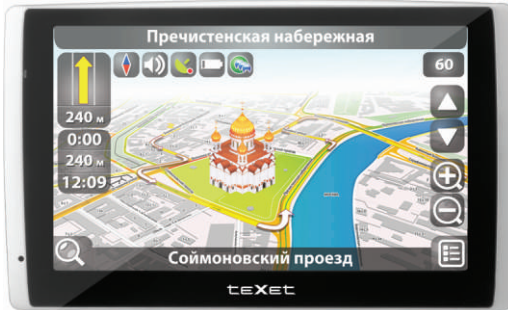 Пречистенская набережная
60
240 м
0:00
240 м
12:09
Соймоновский проезд
teXet